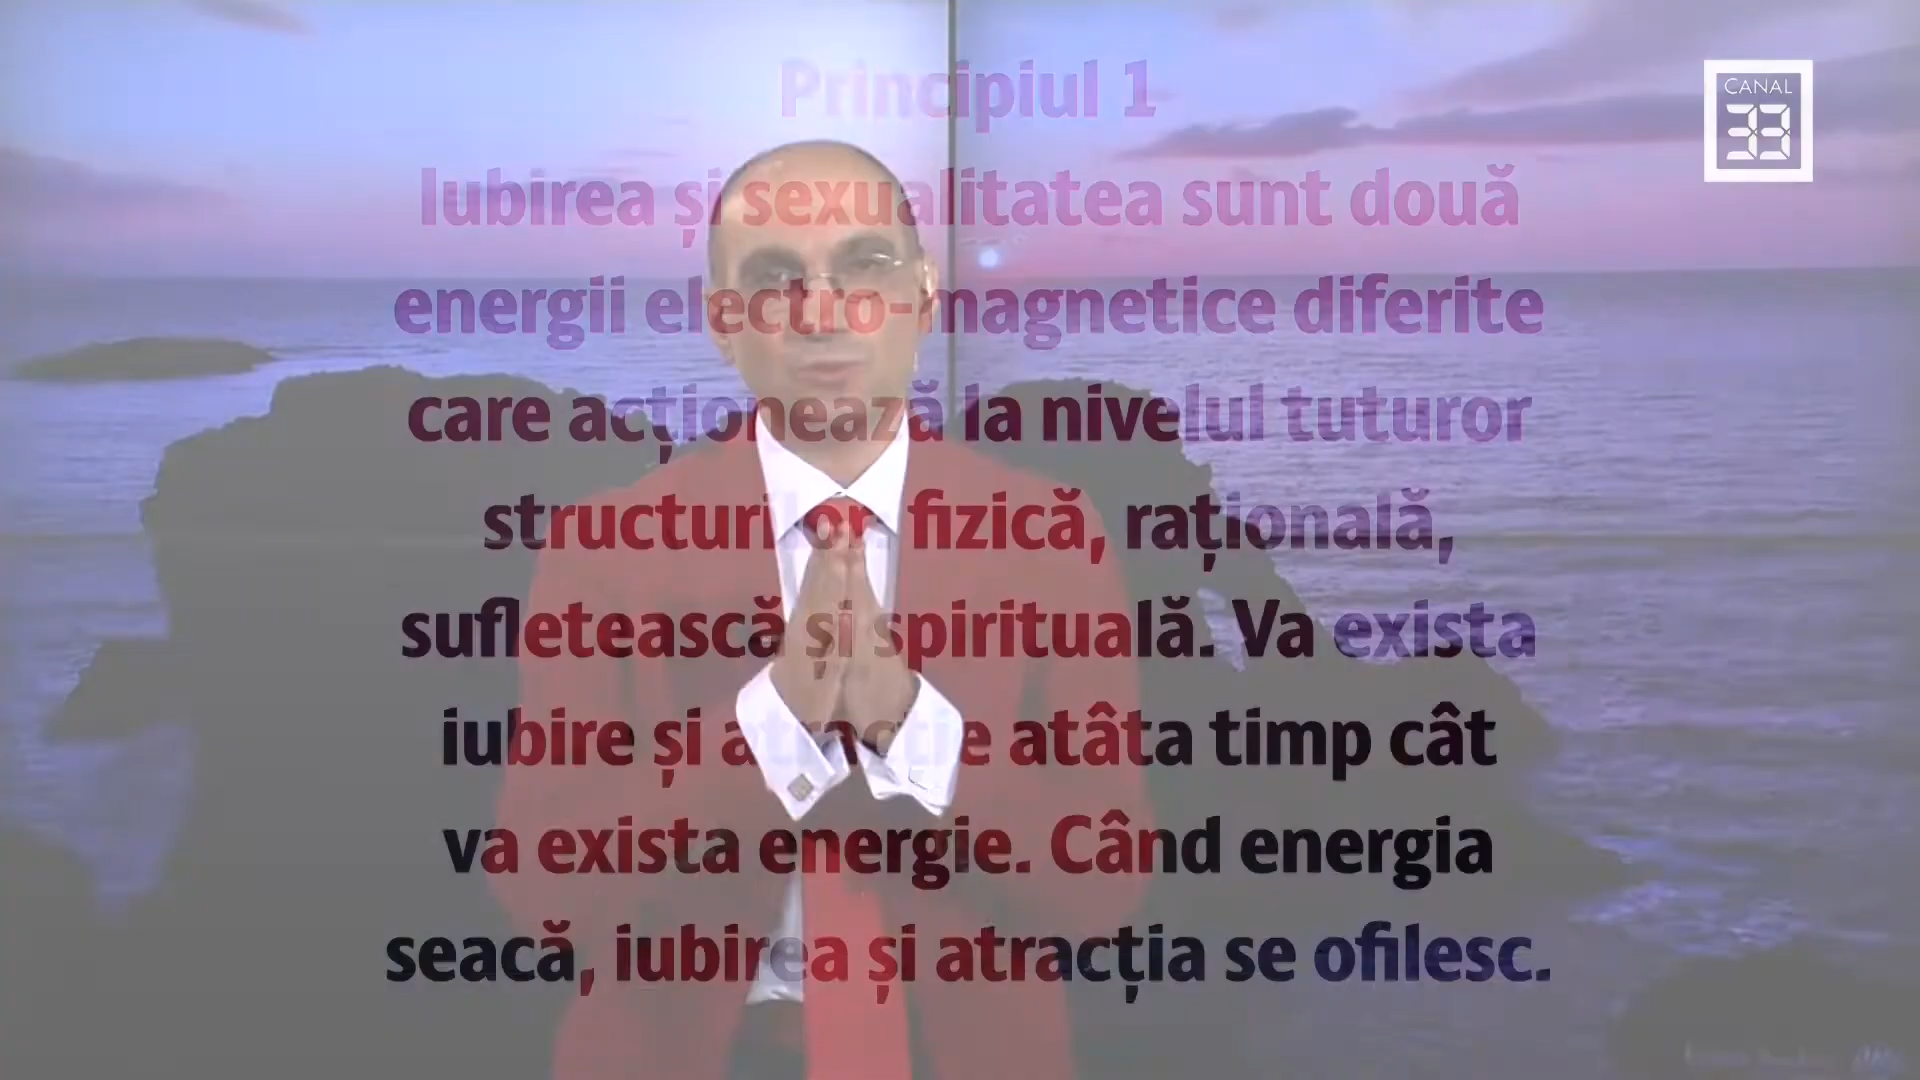 Principiul 1
CANAL
33
Iubirea și sexualitatea sunt două
energii electro-magnetice diferite
care acționează la nivelul tuturor
structurilor: fizică, rațională,
sufletească și spirituală. Va exista
iubire și atracție atâta timp cât
va exista energie. Când energia
seacă, iubirea și atracția se ofilesc.